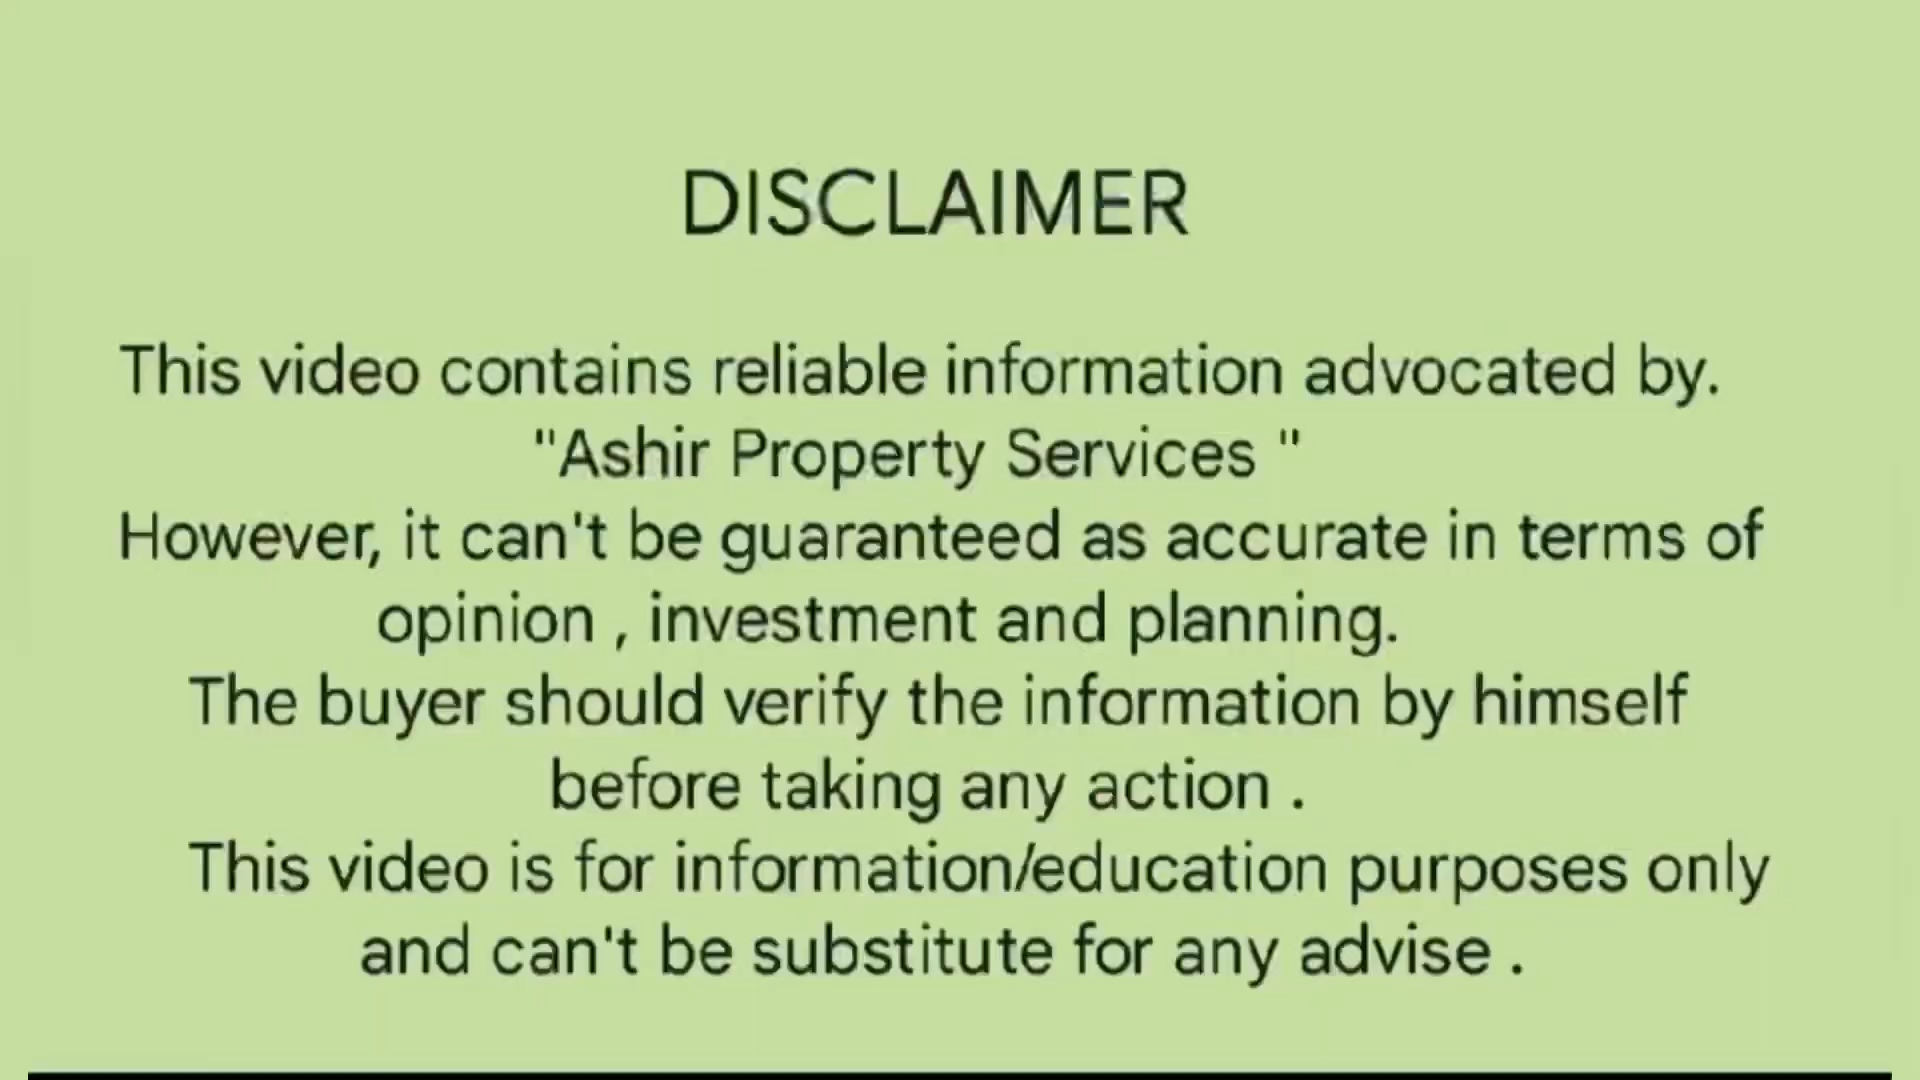 DISCLAIMER
This video contains reliable information advocated by.
"Ashir Property Services "
However, it can't be guaranteed as accurate in terms of
opinion , investment and planning.
The buyer should verify the information by himself
before taking any action .
This video is for information/education purposes only
and can't be substitute for any advise .